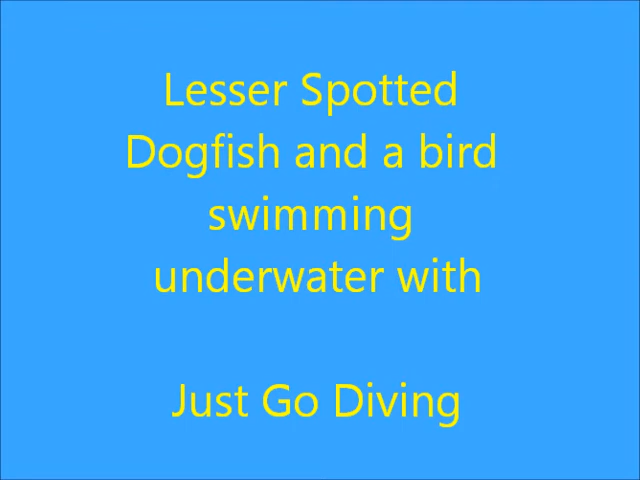 Lesser Spotted
Dogfish and a bird
swimming
underwater with
Just Go Diving